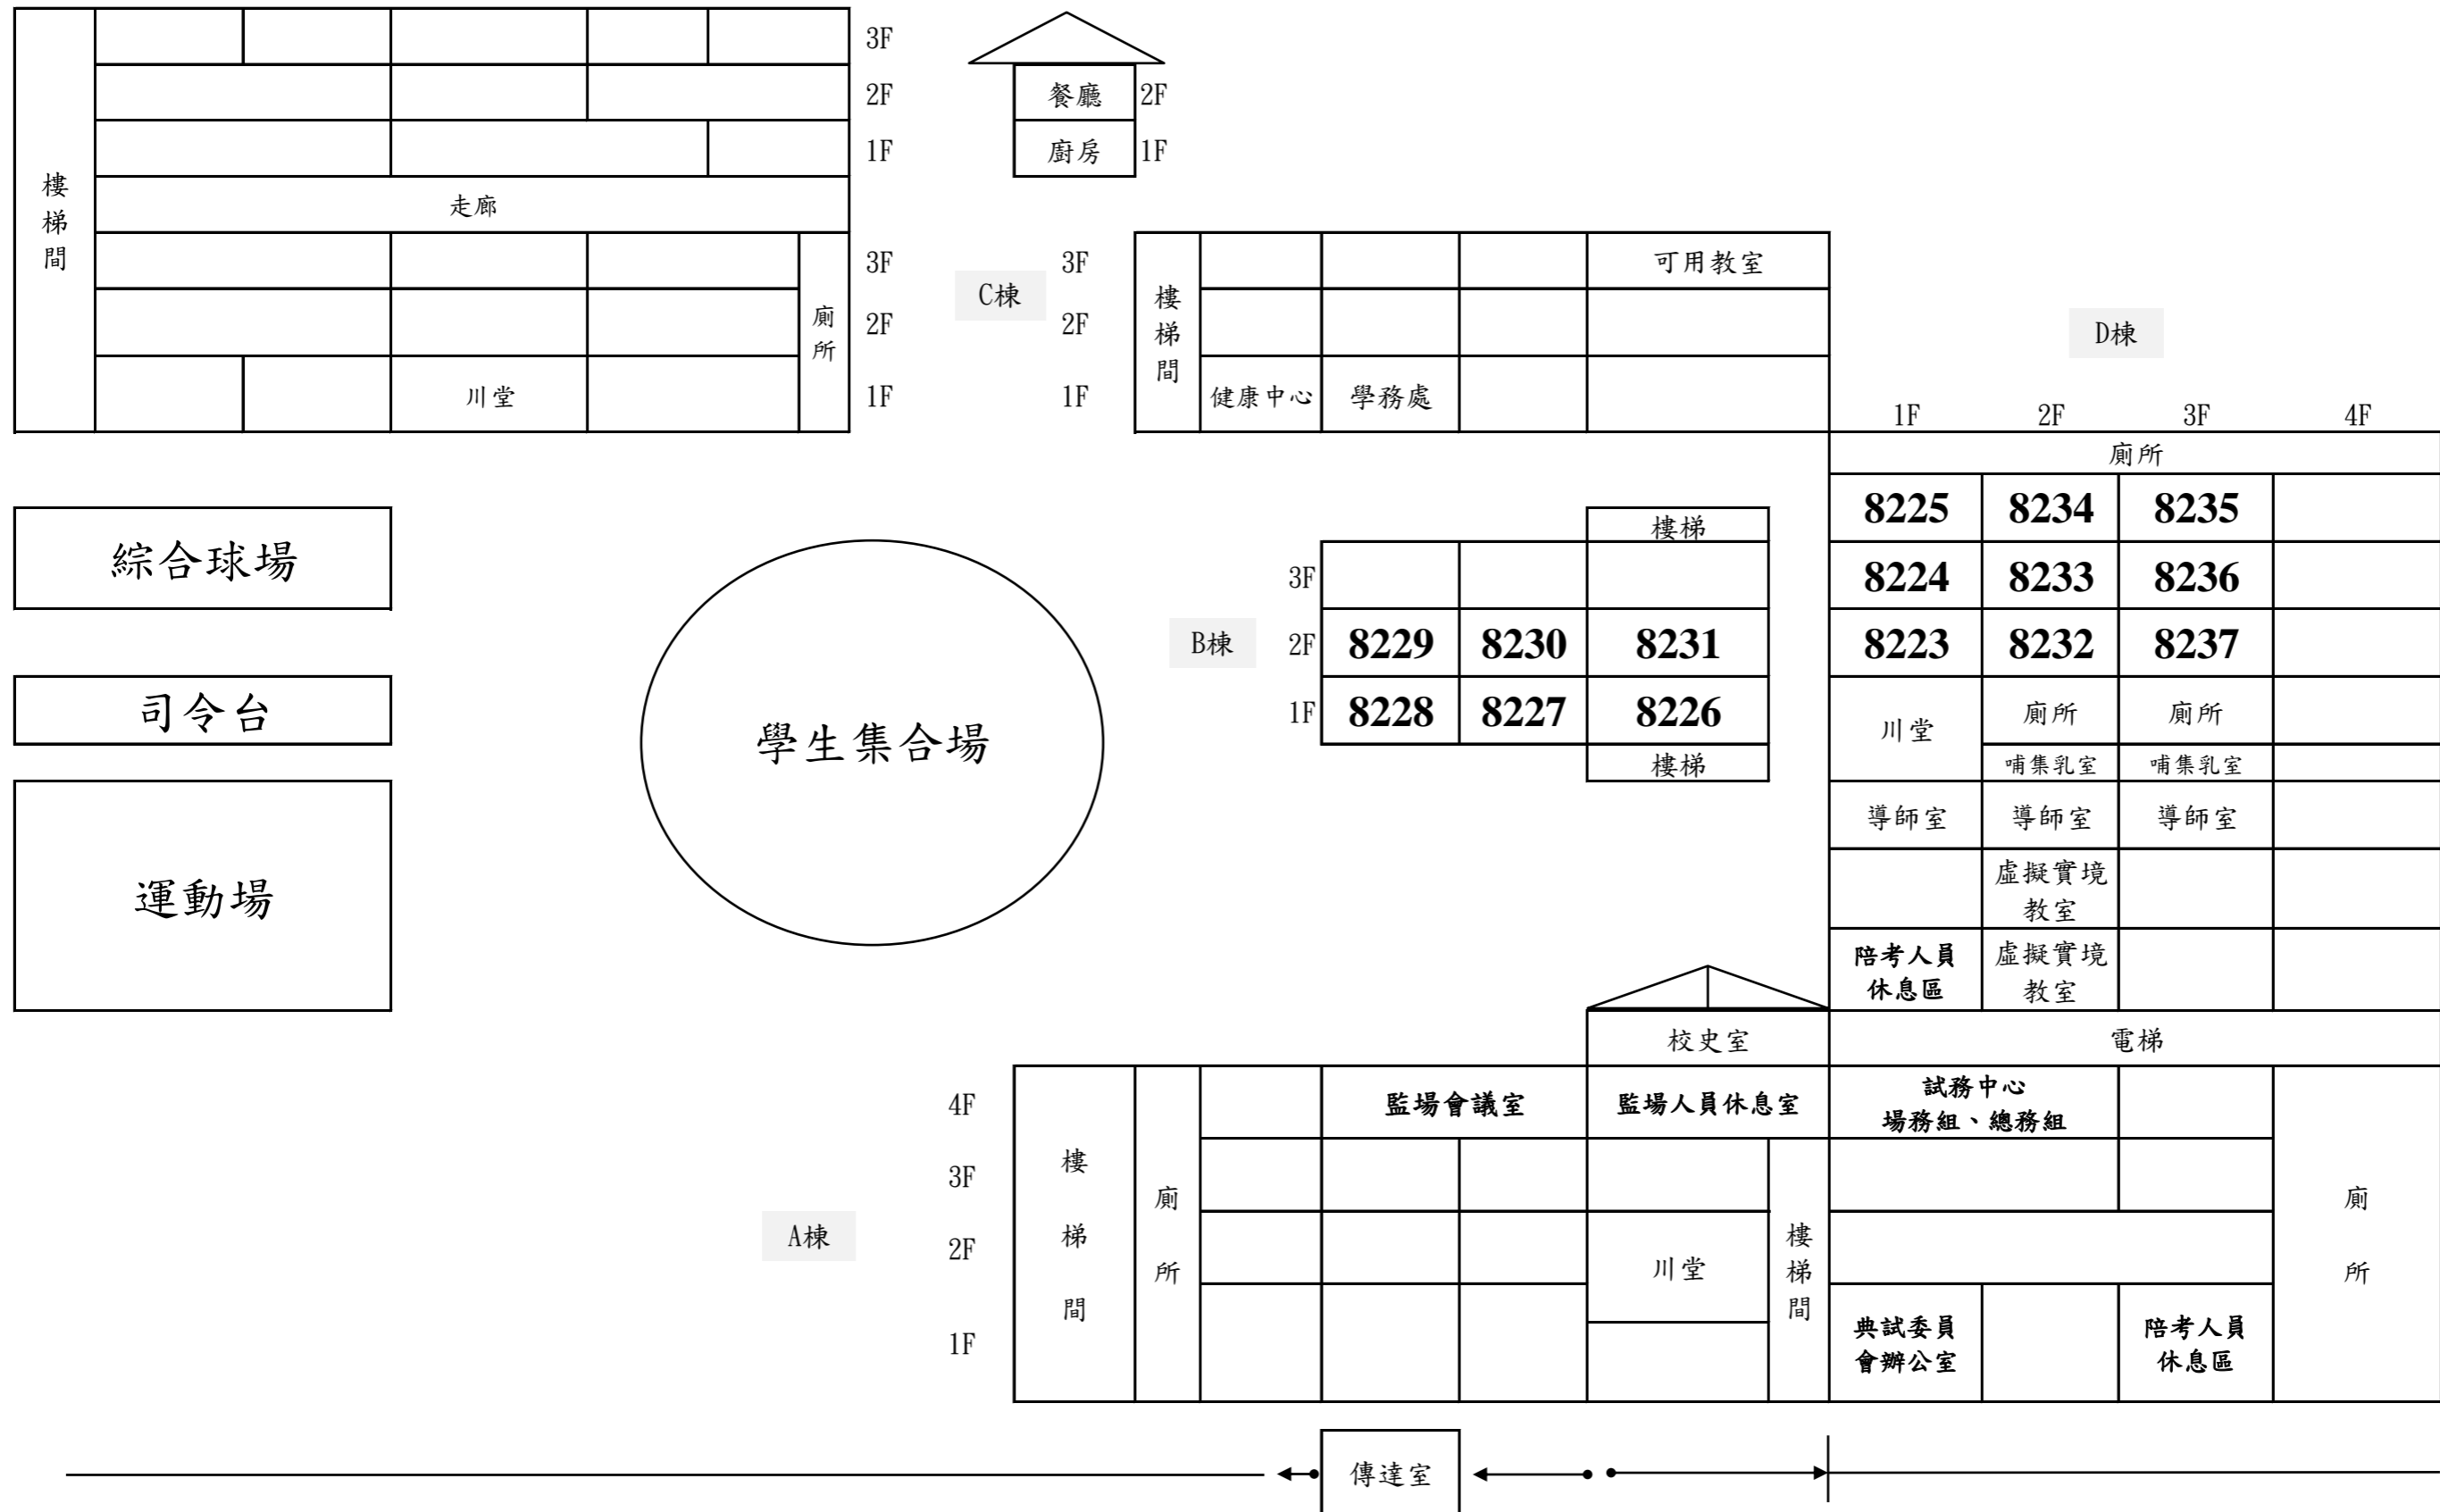 3F
2F
1F
樓梯間
走廊
3F
2F
1F
廁所
川堂
餐廳 2F
廚房 1F
C棟
3F
2F
1F
樓梯間
可用教室
健康中心 學務處
D棟
1F 2F 3F 4F
廁所
8225 8234 8235
8224 8233 8236
8223 8232 8237
川堂 廁所 廁所
哺集乳室 哺集乳室
導師室 導師室 導師室
虛擬實境
教室
陪考人員
休息區
虛擬實境
教室
電梯
綜合球場
司令台
運動場
學生集合場
B棟
樓梯
3F
2F 8229 8230 8231
1F 8228 8227 8226
樓梯
校史室
A棟
4F
3F
2F
1F
樓梯間
廁所
監場會議室 監場人員休息室
試務中心
場務組、總務組
川堂
樓梯間
廁所
典試委員
會辦公室
陪考人員
休息區
傳達室